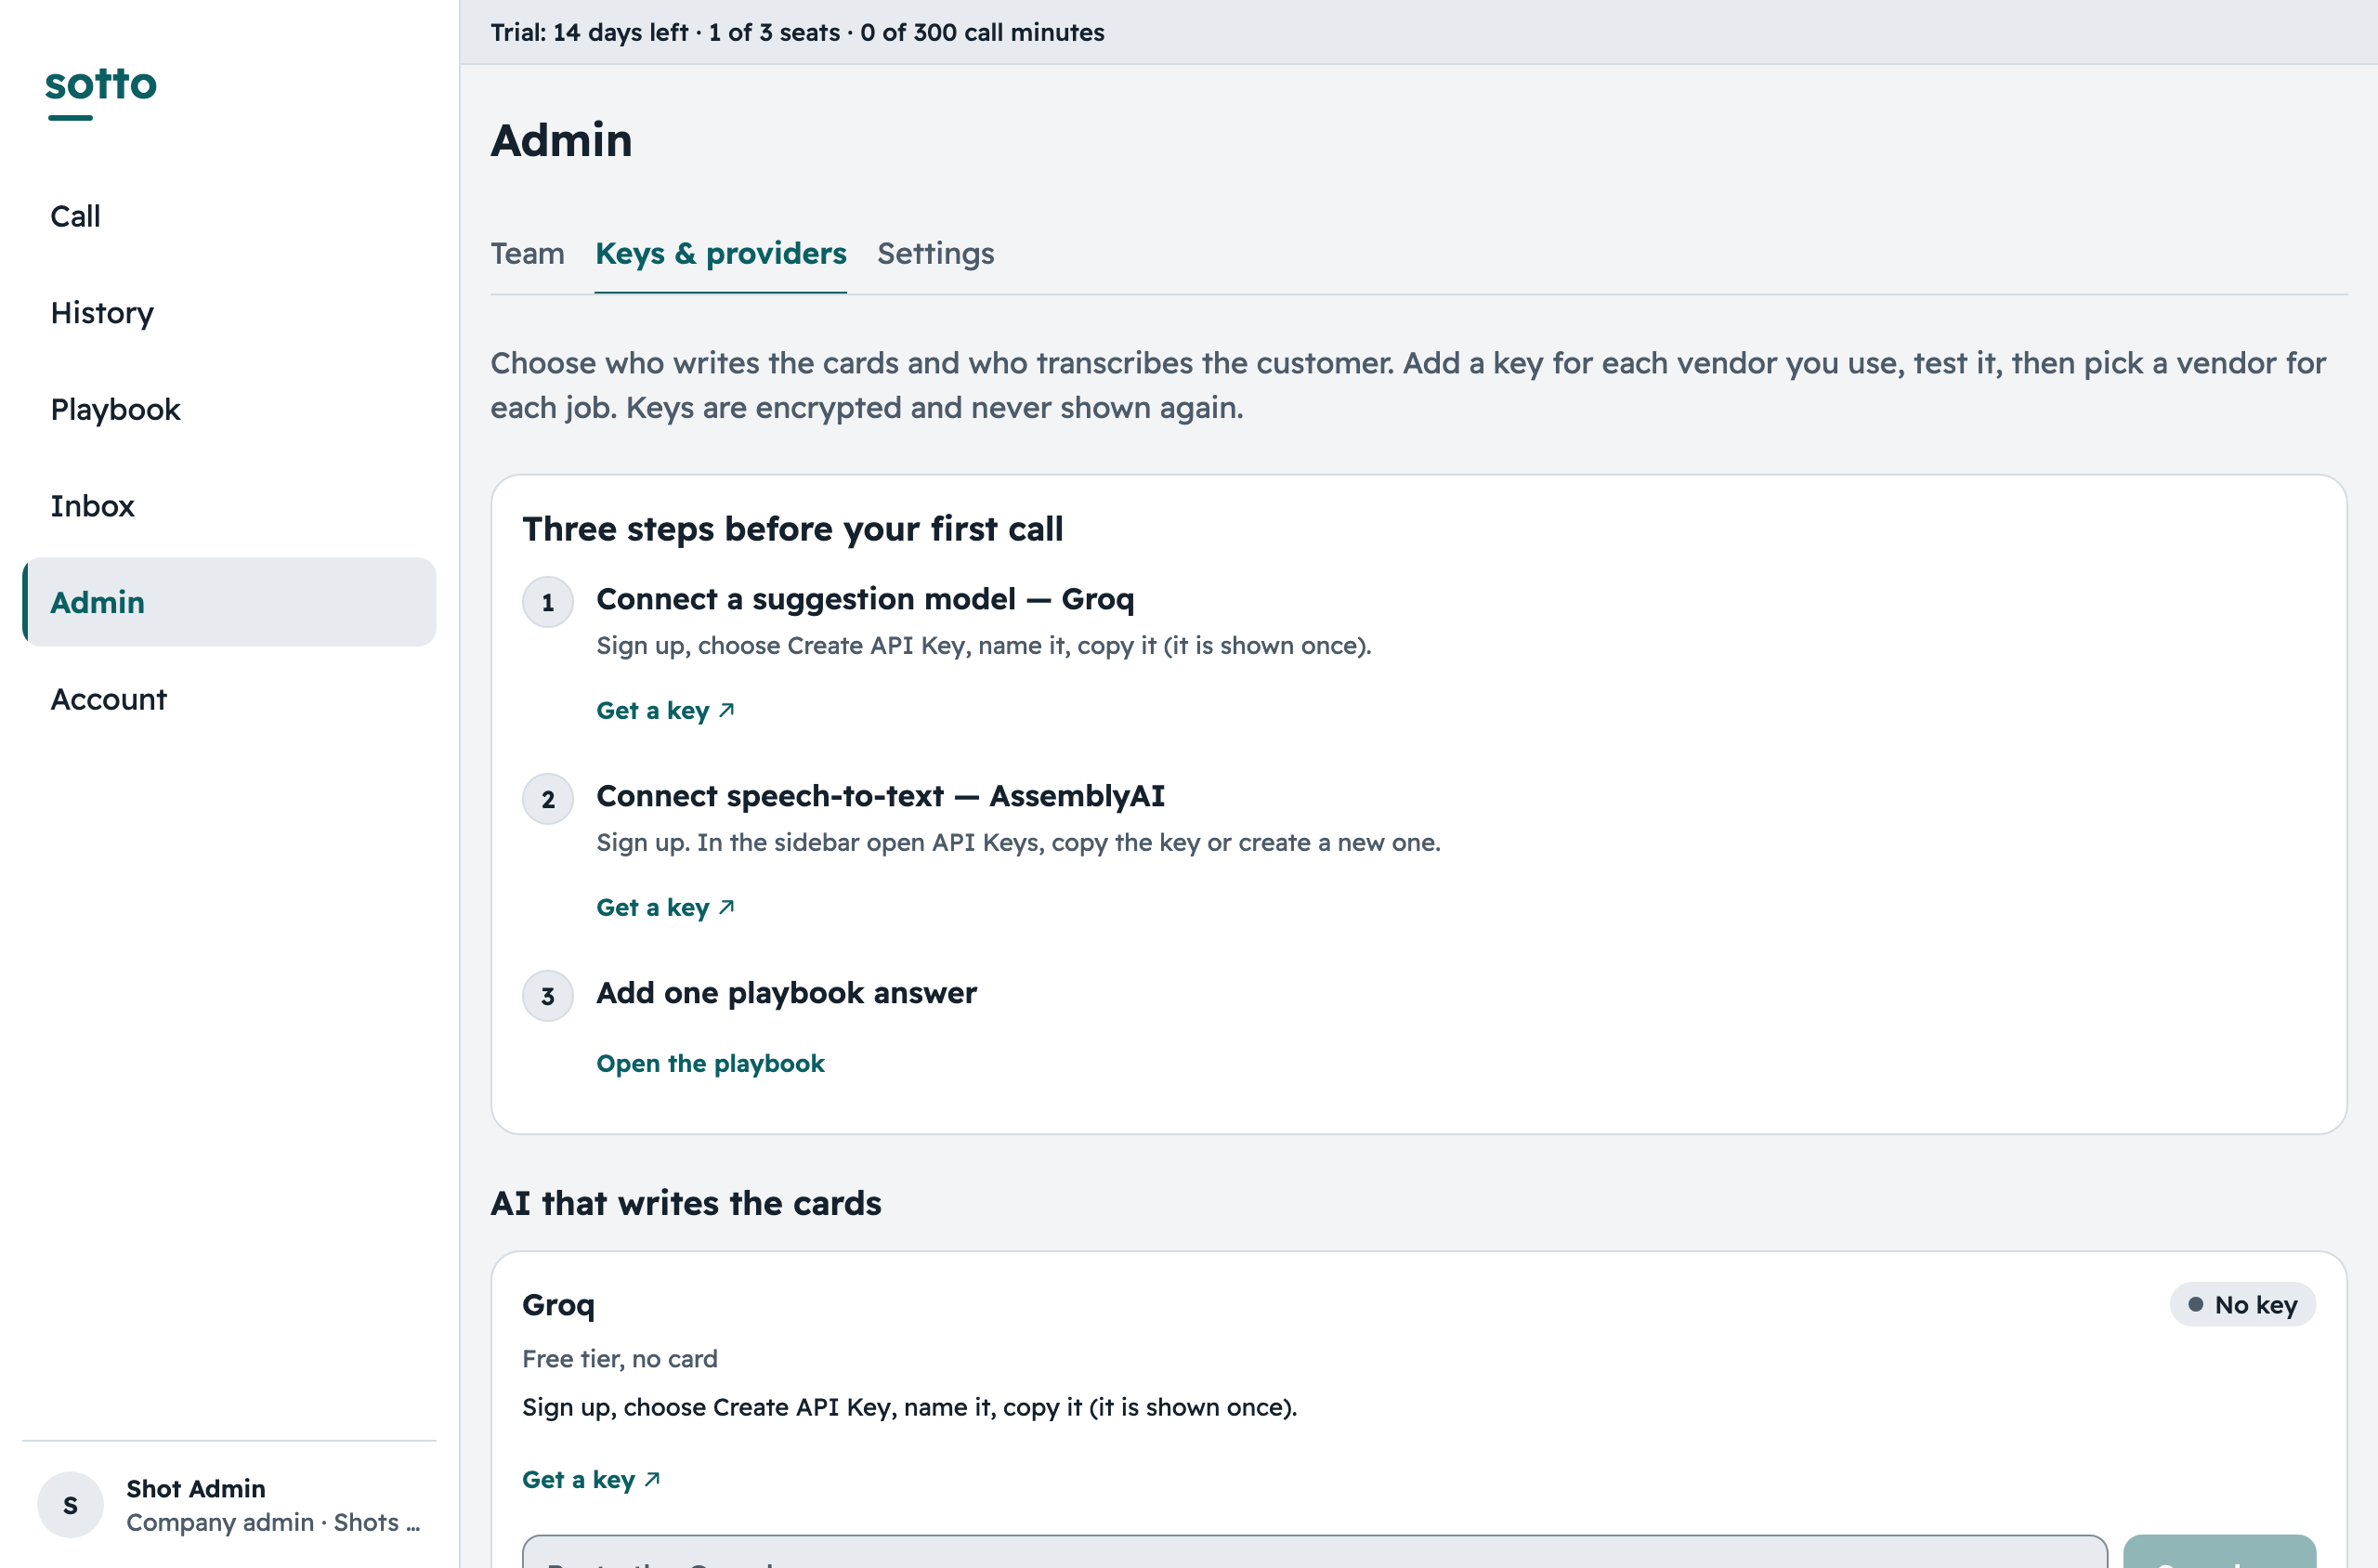 sotto
Call
History
Playbook
Inbox
Admin
Account
S
Shot Admin
Company admin · Shots ...
Trial: 14 days left · 1 of 3 seats · 0 of 300 call minutes
Admin
Team Keys & providers Settings
Choose who writes the cards and who transcribes the customer. Add a key for each vendor you use, test it, then pick a vendor for
each job. Keys are encrypted and never shown again.
Three steps before your first call
1 Connect a suggestion model — Groq
Sign up, choose Create API Key, name it, copy it (it is shown once).
Get a key ↗
2 Connect speech-to-text — AssemblyAI
Sign up. In the sidebar open API Keys, copy the key or create a new one.
Get a key ↗
3 Add one playbook answer
Open the playbook
AI that writes the cards
Groq
No key
Free tier, no card
Sign up, choose Create API Key, name it, copy it (it is shown once).
Get a key ↗